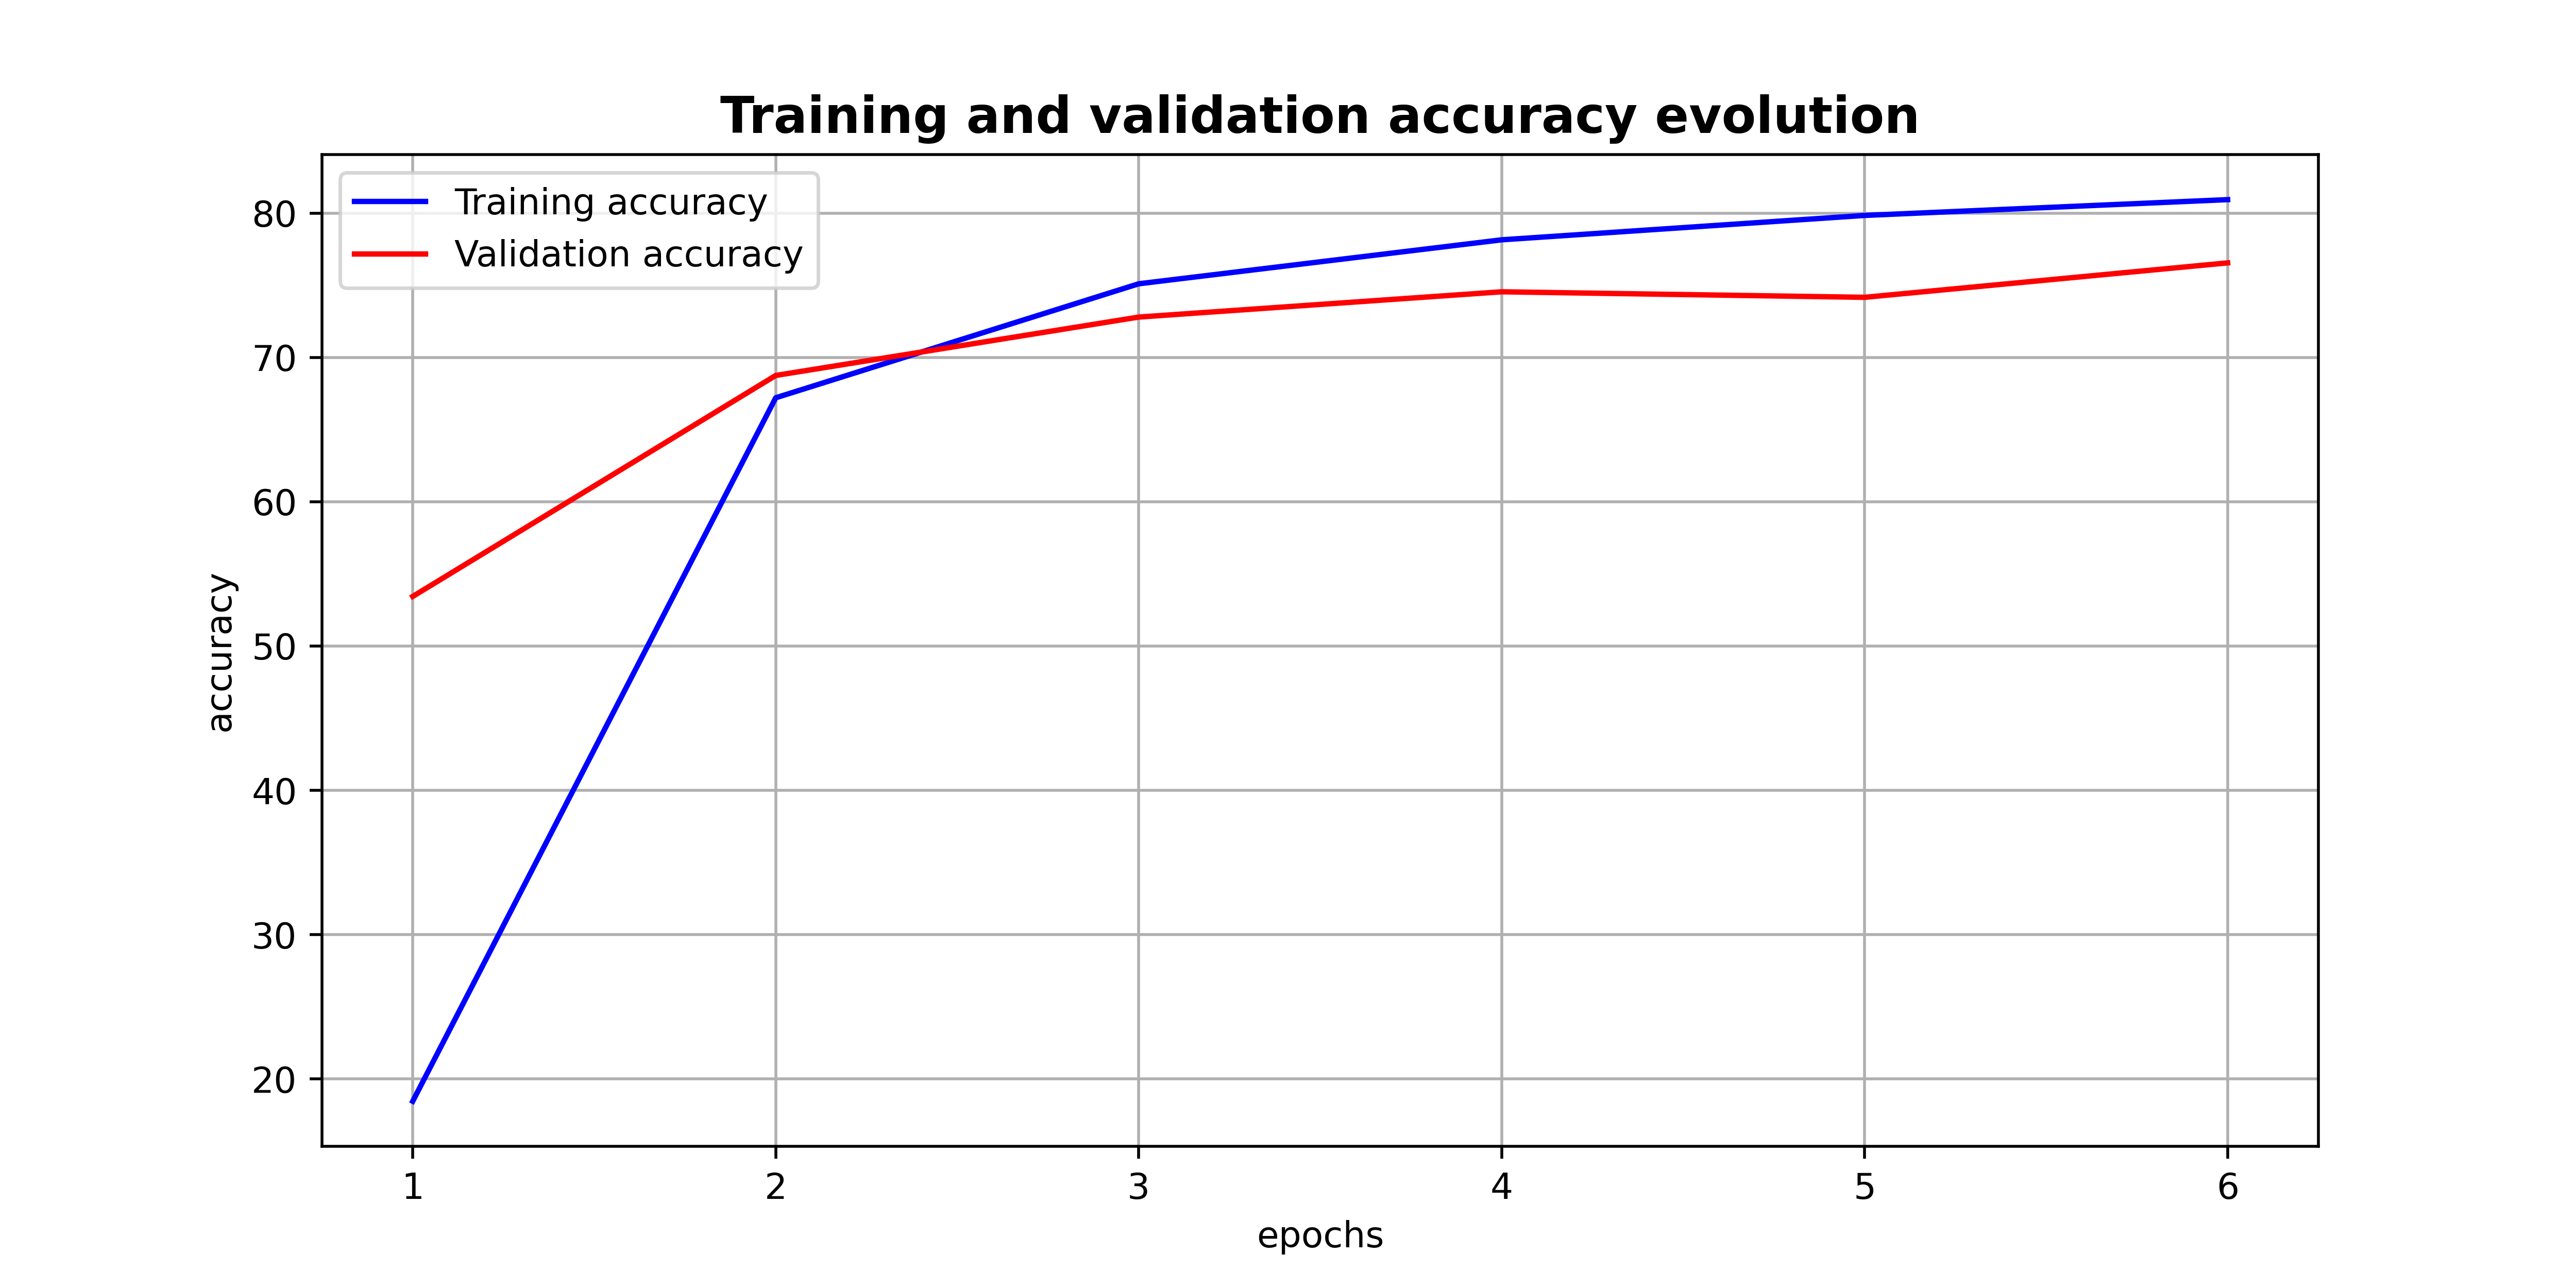 Training and validation accuracy evolution
Training accuracy
Validation accuracy
80
70
60
50
40
30
20
accuracy
1 2 3 4 5 6
epochs